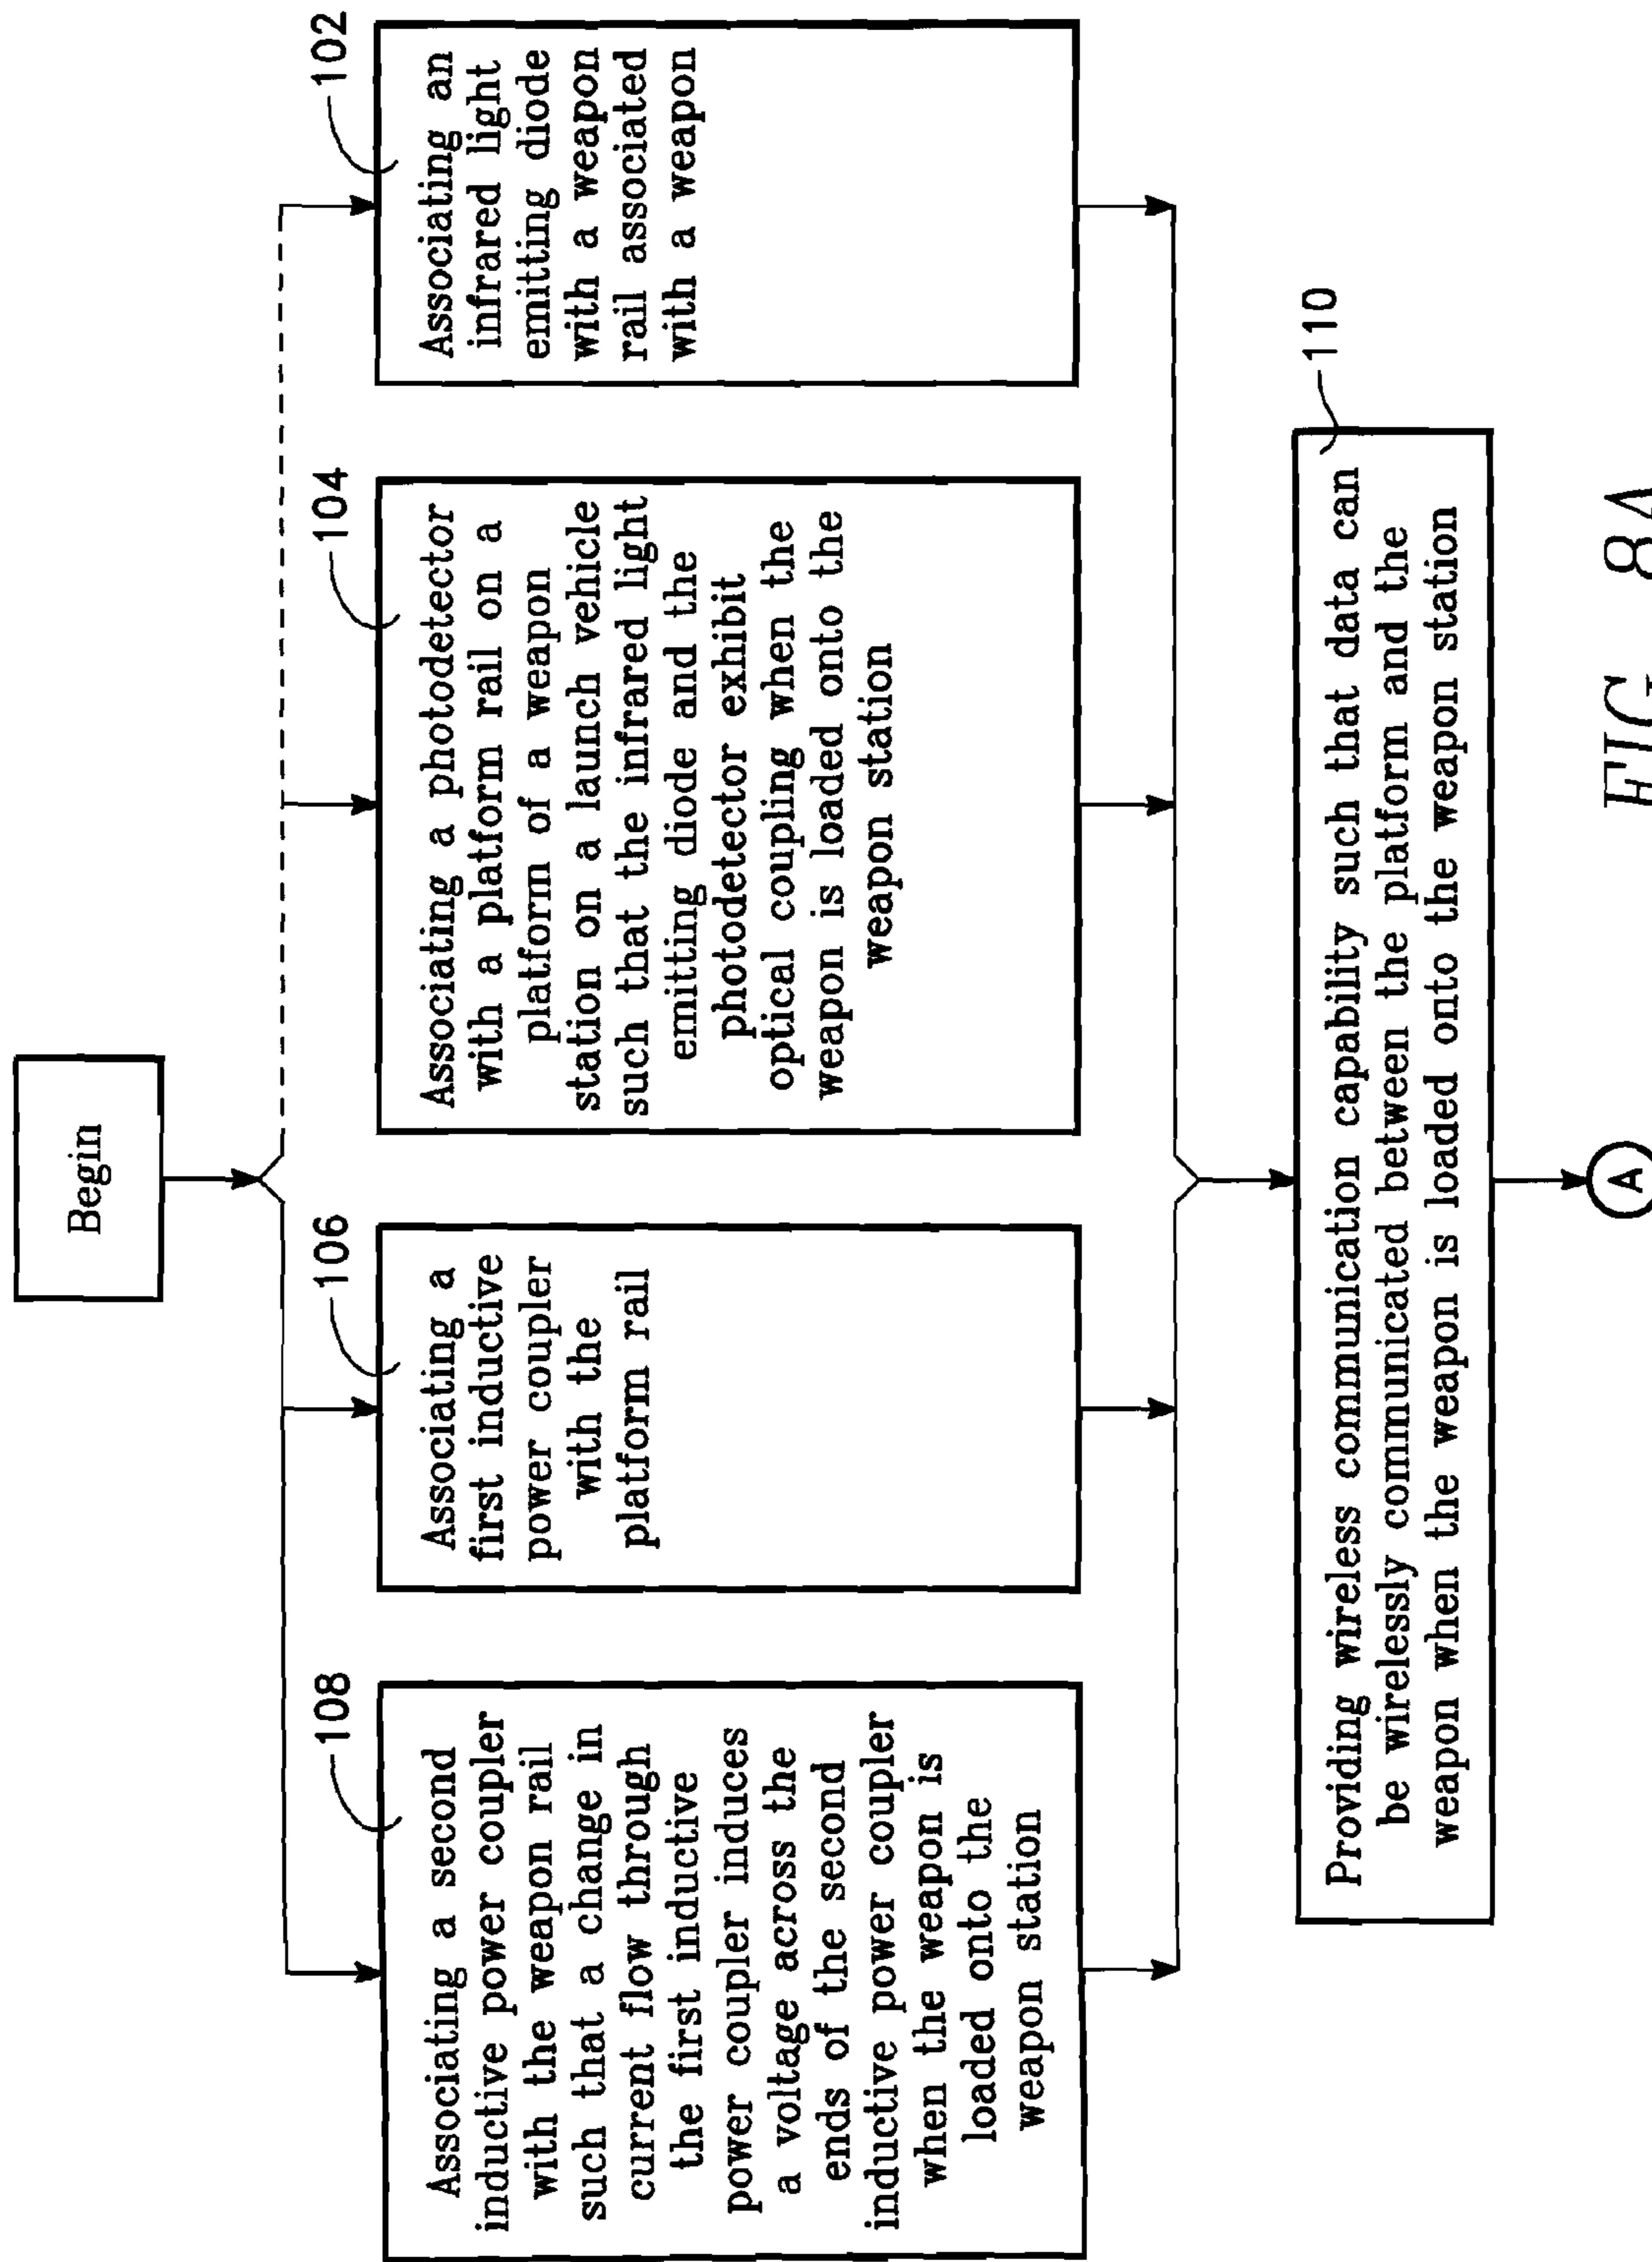 Begin
108
Associating a second
inductive power coupler
with the weapon rail
such that a change in
current flow through
the first inductive
power coupler induces
a voltage across the
ends of the second
inductive power coupler
when the weapon is
loaded onto the
weapon station
106
Associating a
first inductive
power coupler
with the
platform rail
104
Associating a photodetector
with a platform rail on a
platform of a weapon
station on a launch vehicle
such that the infrared light
emitting diode and the
photodetector exhibit
optical coupling when the
weapon is loaded onto the
weapon station
102
Associating an
infrared light
emitting diode
with a weapon
rail associated
with a weapon
110
Providing wireless communication capability such that data can
be wirelessly communicated between the platform and the
weapon when the weapon is loaded onto the weapon station
A
FIG 8A